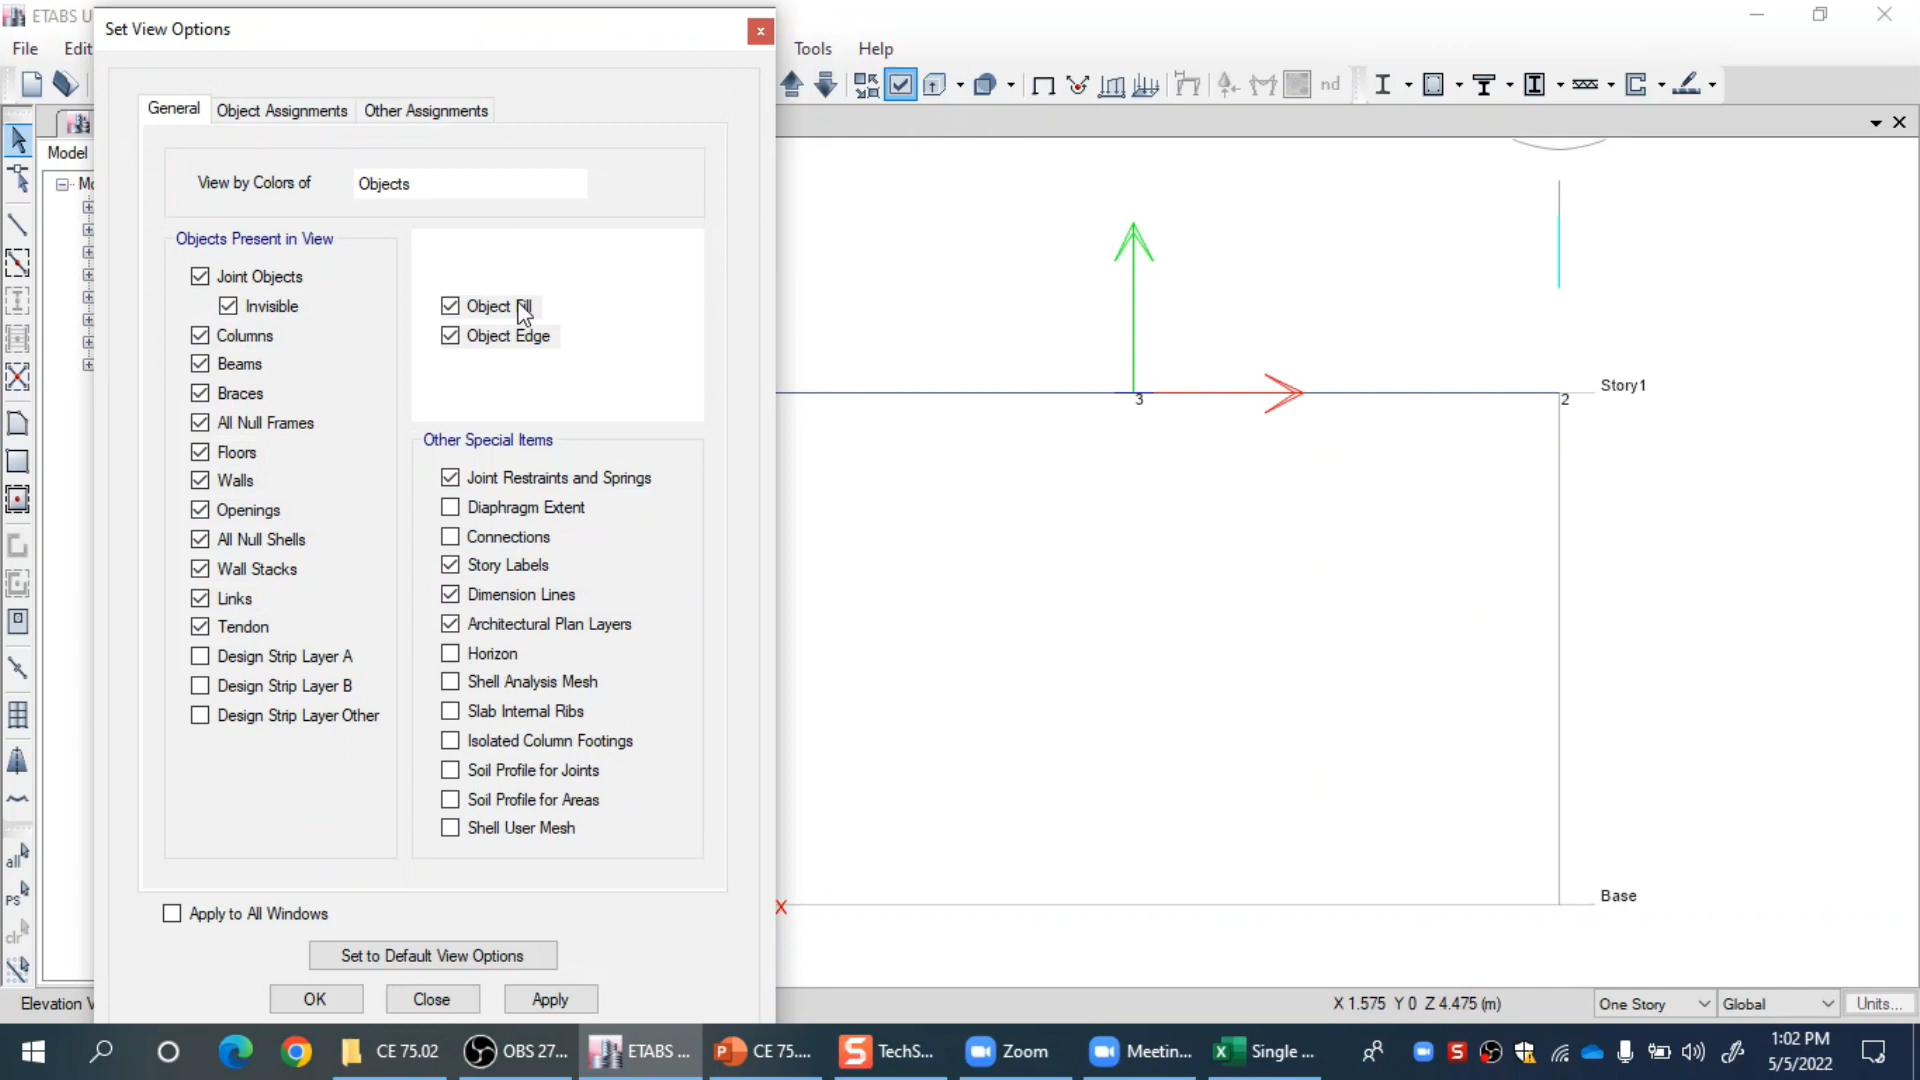 ETABS U
Set View Options
x
File Edit Tools Help
nd
General Object Assignments Other Assignments
Model
View by Colors of Objects
Objects Present in View
Joint Objects
Invisible
Columns
Beams
Braces
All Null Frames
Floors
Walls
Openings
All Null Shells
Wall Stacks
Links
Tendon
Design Strip Layer A
Design Strip Layer B
Design Strip Layer Other
Object Fill
Object Edge
Other Special Items
Joint Restraints and Springs
Diaphragm Extent
Connections
Story Labels
Dimension Lines
Architectural Plan Layers
Horizon
Shell Analysis Mesh
Slab Internal Ribs
Isolated Column Footings
Soil Profile for Joints
Soil Profile for Areas
Shell User Mesh
Apply to All Windows
Set to Default View Options
OK Close Apply
3
2
Story1
Base
X
all
PS
clr
Elevation V
X 1.575 Y 0 Z 4.475 (m)
One Story Global Units...
CE 75.02 OBS 27... ETABS ... CE 75.... TechS... Zoom Meetin... Single ...
1:02 PM
5/5/2022